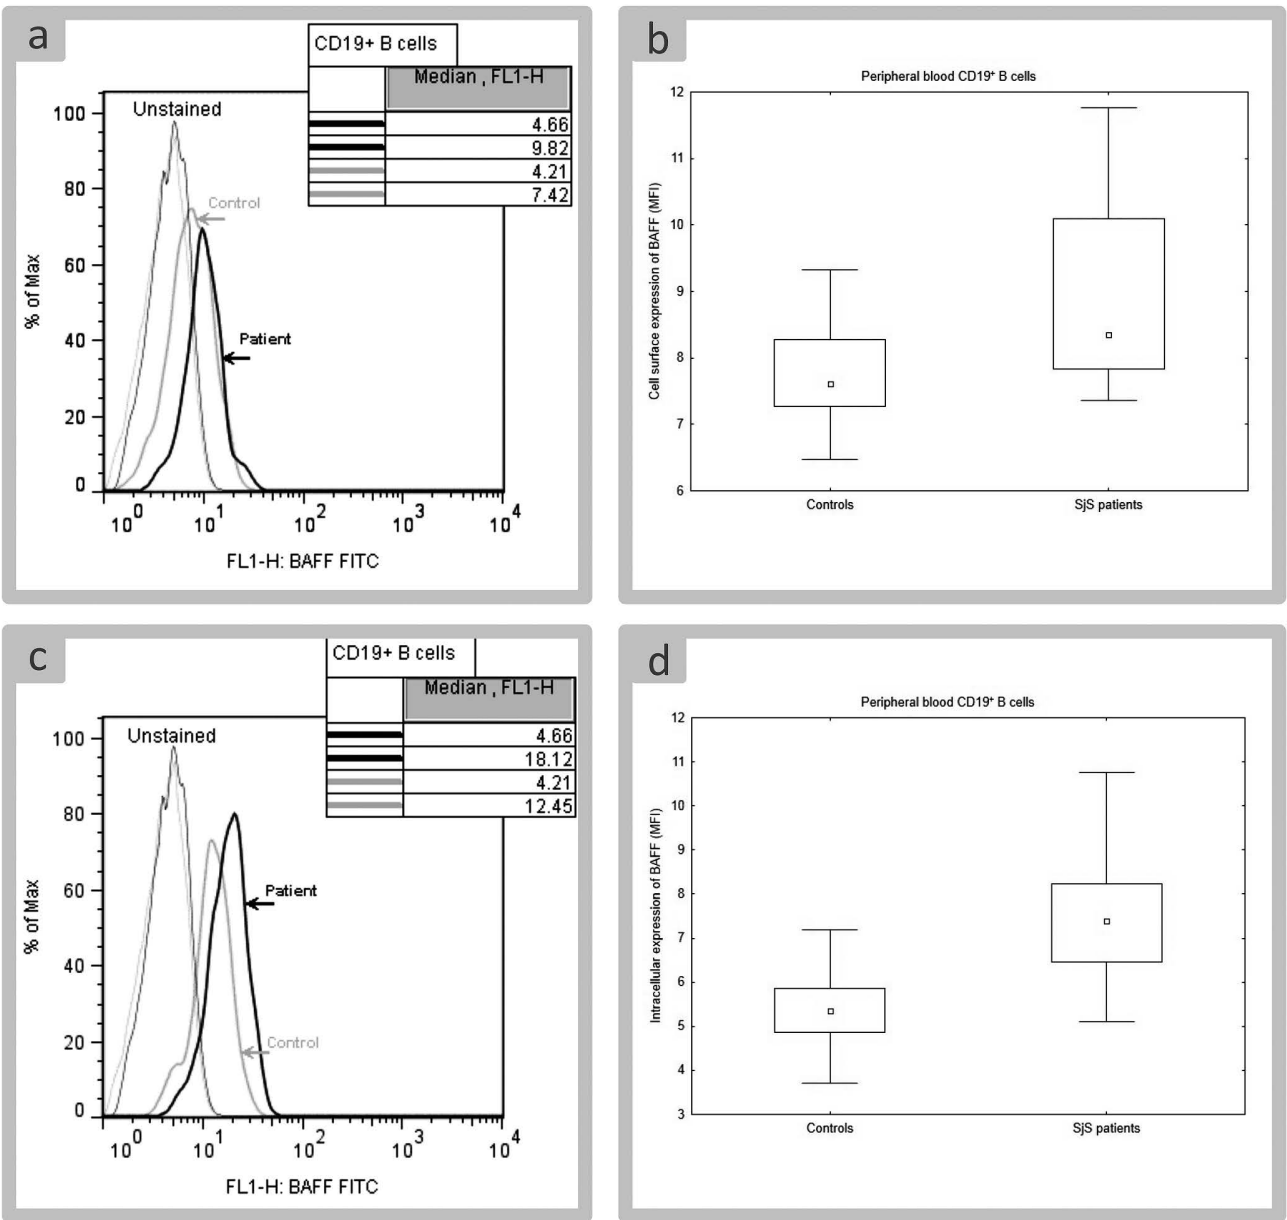 a
CD19+ B cells
Median , FL1-H
4.66
9.82
4.21
7.42
Unstained
Control
Patient
100
80
60
40
20
0
% of Max
10^0 10^1 10^2 10^3 10^4
FL1-H: BAFF FITC
b
Peripheral blood CD19⁺ B cells
12
11
10
9
8
7
6
Cell surface expression of BAFF (MFI)
Controls SjS patients
c
CD19+ B cells
Median , FL1-H
4.66
18.12
4.21
12.45
Unstained
Patient
Control
100
80
60
40
20
0
% of Max
10^0 10^1 10^2 10^3 10^4
FL1-H: BAFF FITC
d
Peripheral blood CD19⁺ B cells
12
11
10
9
8
7
6
5
4
3
Intracellular expression of BAFF (MFI)
Controls SjS patients